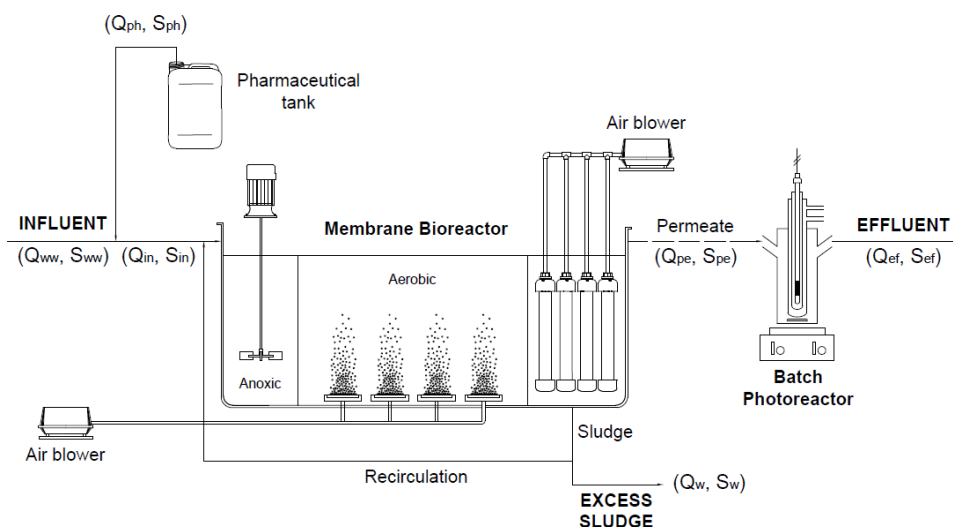 (Qph, Sph)
Pharmaceutical
tank
Air blower
INFLUENT
(Qww, Sww)
(Qin, Sin)
Membrane Bioreactor
Permeate
(Qpe, Spe)
EFFLUENT
(Qef, Sef)
Aerobic
Anoxic
Batch
Photoreactor
Air blower
Sludge
Recirculation
(Qw, Sw)
EXCESS
SLUDGE